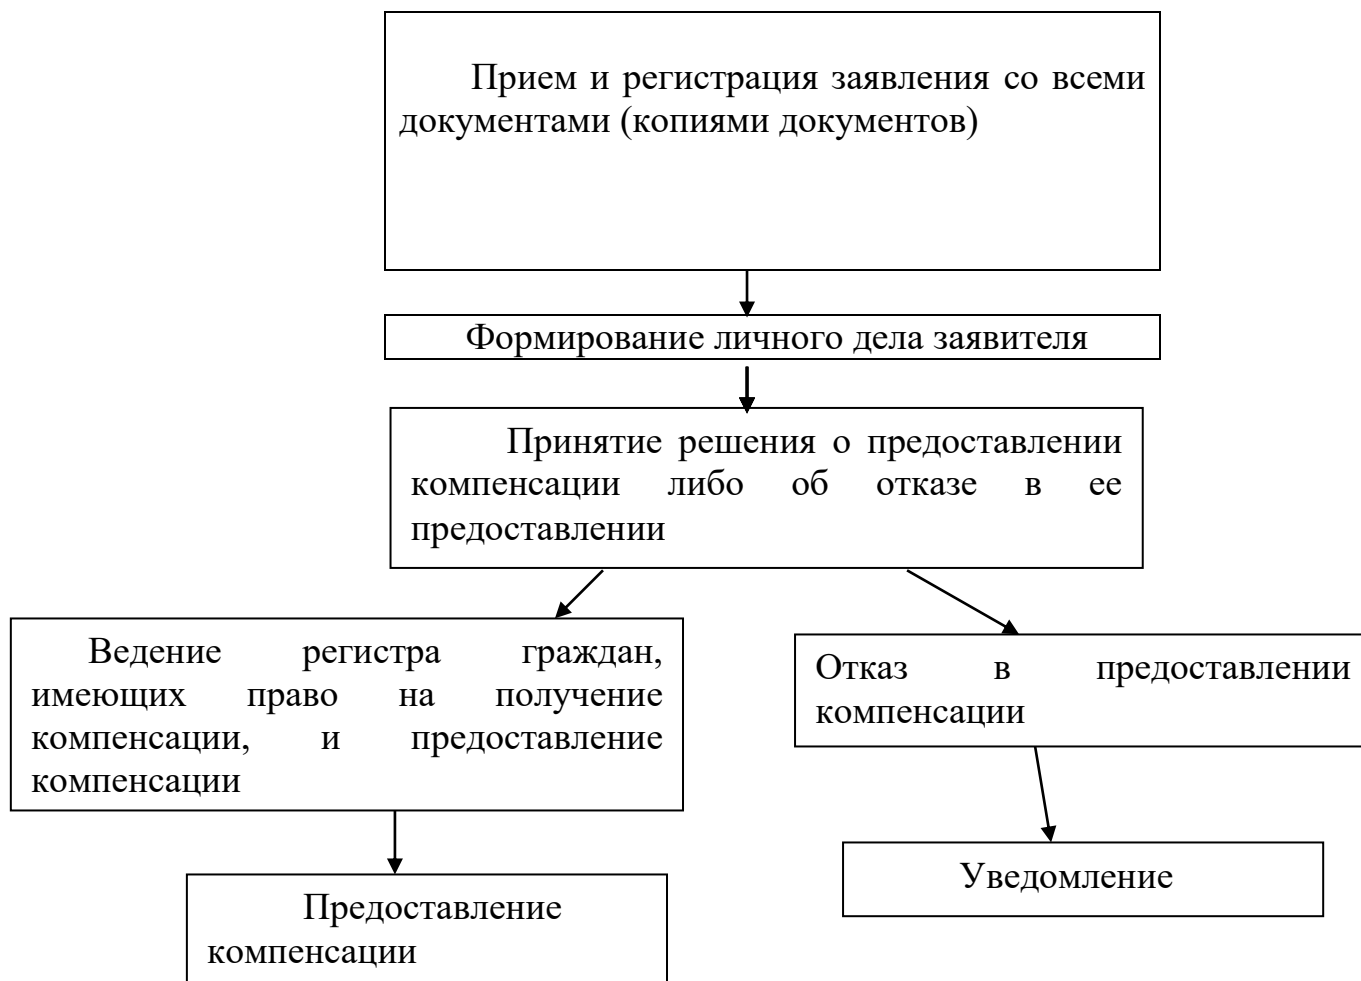 Прием и регистрация заявления со всеми
документами (копиями документов)
Формирование личного дела заявителя
Принятие решения о предоставлении
компенсации либо об отказе в ее
предоставлении
Ведение регистра граждан,
имеющих право на получение
компенсации, и предоставление
компенсации
Отказ в предоставлении
компенсации
Уведомление
Предоставление
компенсации